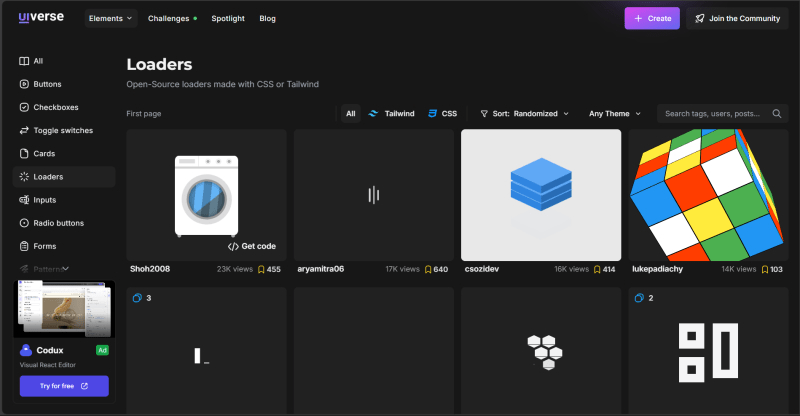 uiverse
Elements
Challenges
Spotlight
Blog
+ Create
Join the Community
All
Buttons
Checkboxes
Toggle switches
Cards
Loaders
Inputs
Radio buttons
Forms
Patterns
Codux
Ad
Visual React Editor
Try for free
Loaders
Open-Source loaders made with CSS or Tailwind
First page
All
Tailwind
CSS
Sort: Randomized
Any Theme
Search tags, users, posts...
</> Get code
Shoh2008
23K views
455
aryamitra06
17K views
640
csozidev
16K views
414
lukepadiachy
14K views
103
3
2